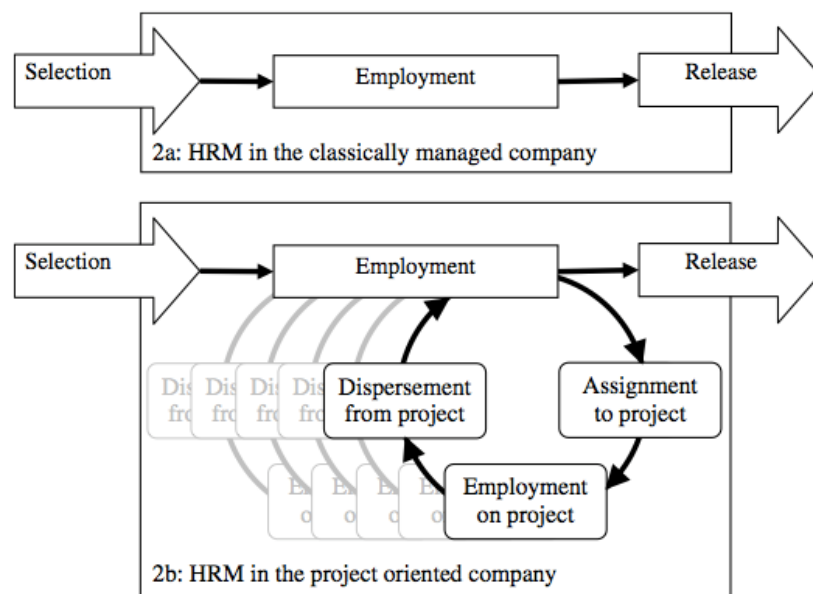 Selection
Employment
Release
2a: HRM in the classically managed company
Selection
Employment
Release
Dispersement
from project
Assignment
to project
Employment
on project
2b: HRM in the project oriented company